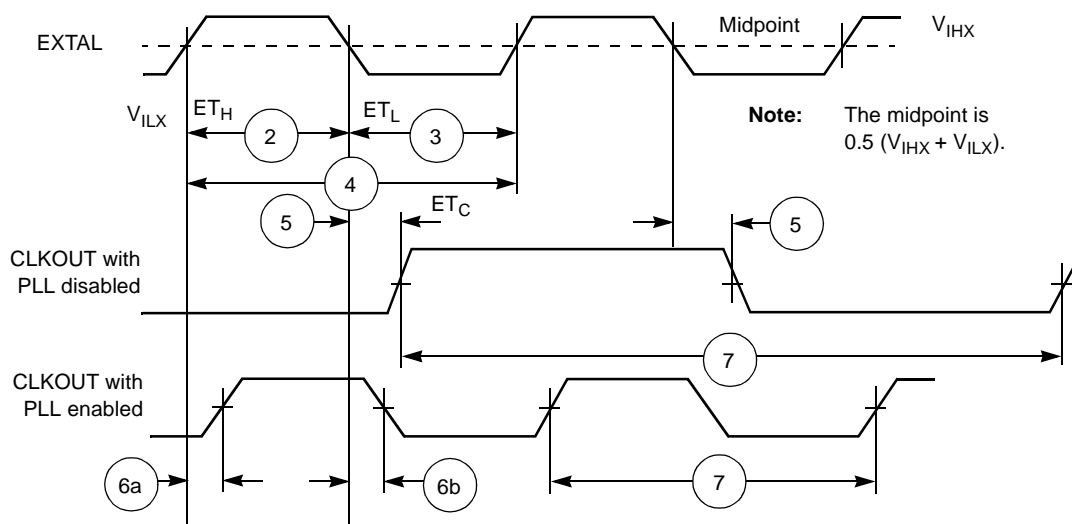 EXTAL
Midpoint
VIHX
VILX
ETH
2
ETL
3
Note: The midpoint is
0.5 (VIHX + VILX).
4
5
ETC
5
CLKOUT with
PLL disabled
7
CLKOUT with
PLL enabled
6a
6b
7